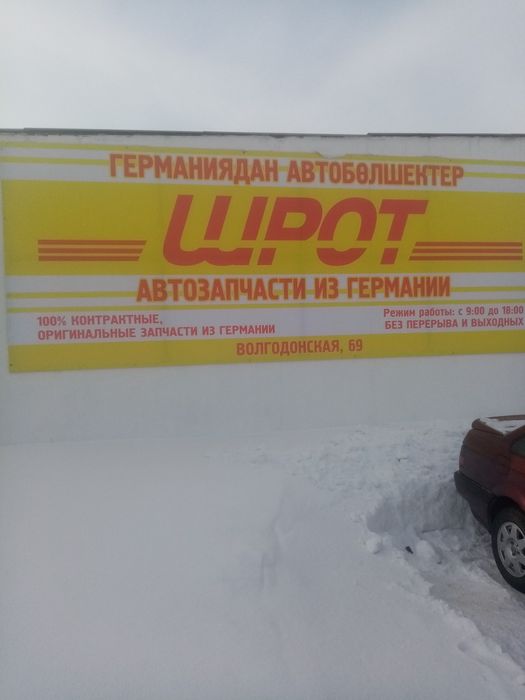 ГЕРМАНИЯДАН АВТОБӨЛШЕКТЕР
ШРОТ
АВТОЗАПЧАСТИ ИЗ ГЕРМАНИИ
100% КОНТРАКТНЫЕ,
ОРИГИНАЛЬНЫЕ ЗАПЧАСТИ ИЗ ГЕРМАНИИ
Режим работы: с 9:00 до 18:00
БЕЗ ПЕРЕРЫВА И ВЫХОДНЫХ
ВОЛГОДОНСКАЯ, 69